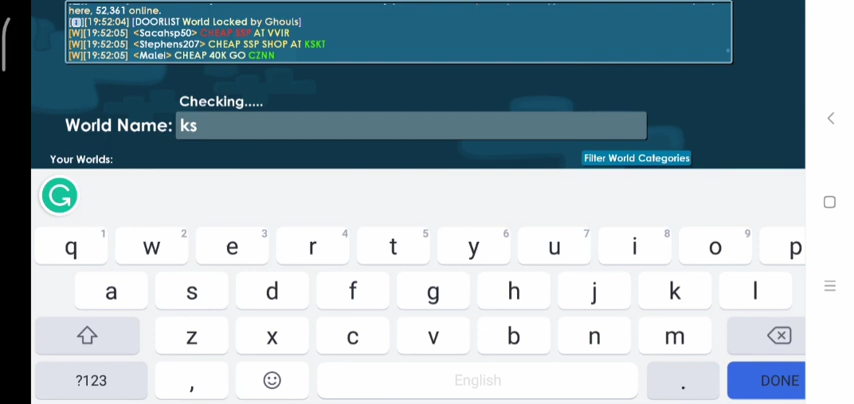 here, 52,361 online.
[19:52:04] [DOORLIST World Locked by Ghouls]
[W][19:52:05] <Sacahsp50> CHEAP SSP AT VVIR
[W][19:52:05] <Stephens207> CHEAP SSP SHOP AT KSKT
[W][19:52:05] <Malei> CHEAP 40K GO CZNN
Checking.....
World Name: ks
Your Worlds:
Filter World Categories
1 2 3 4 5 6 7 8 9
q w e r t y u i o p
a s d f g h j k l
z x c v b n m
?123 , English . DONE